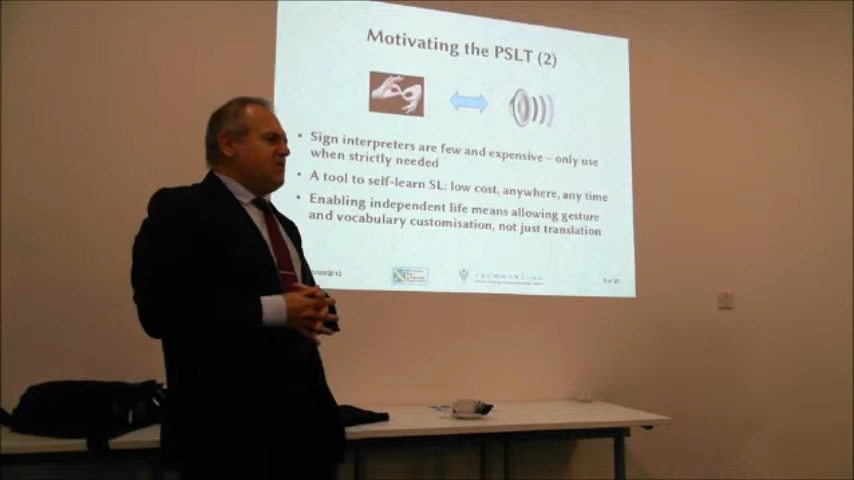 Motivating the PSLT (2)
• Sign interpreters are few and expensive – only use
when strictly needed
• A tool to self-learn SL: low cost, anywhere, any time
• Enabling independent life means allowing gesture
and vocabulary customisation, not just translation